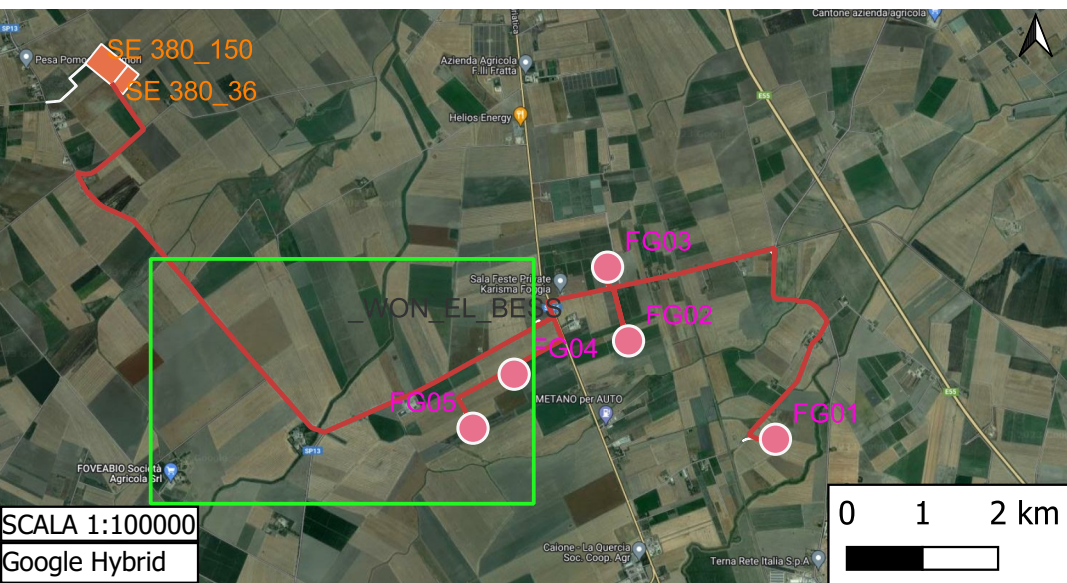 SP13
Cantone azienda agricola
SE 380_150
Pesa Pomo
Azienda Agricola
F.lli Fratta
SE 380_36
E55
Helios Energy
FG03
Sala Feste Private
Karisma Foggia
_WON_EL_BESS
FG02
FG04
E55
FG05
METANO per AUTO
FG01
SP13
FOVEABIO Società
Agricola Srl
SCALA 1:100000
Google Hybrid
0 1 2 km
Caione - La Quercia
Soc. Coop. Agr
Terna Rete Italia S.p.A